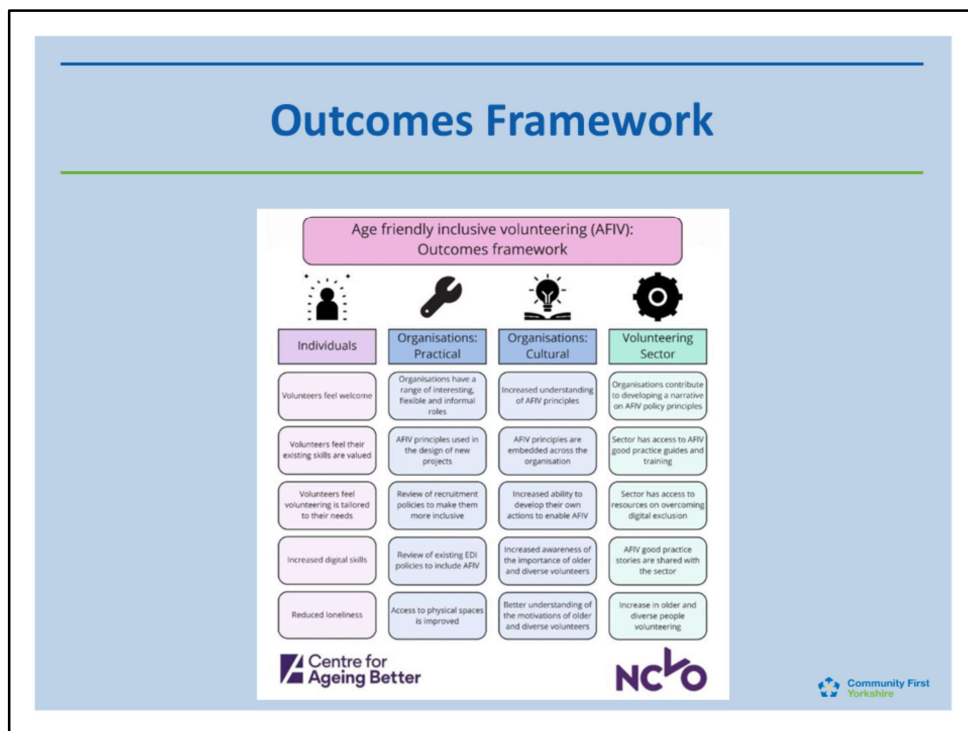 Outcomes Framework
Age friendly inclusive volunteering (AFIV):
Outcomes framework
Individuals
Volunteers feel welcome
Volunteers feel their
existing skills are valued
Volunteers feel
volunteering is tailored
to their needs
Increased digital skills
Reduced loneliness
Organisations:
Practical
Organisations have a
range of interesting,
flexible and informal
roles
AFIV principles used in
the design of new
projects
Review of recruitment
policies to make them
more inclusive
Review of existing EDI
policies to include AFIV
Access to physical spaces
is improved
Organisations:
Cultural
Increased understanding
of AFIV principles
AFIV principles are
embedded across the
organisation
Increased ability to
develop their own
actions to enable AFIV
Increased awareness of
the importance of older
and diverse volunteers
Better understanding of
the motivations of older
and diverse volunteers
Volunteering
Sector
Organisations contribute
to developing a narrative
on AFIV policy principles
Sector has access to AFIV
good practice guides and
training
Sector has access to
resources on overcoming
digital exclusion
AFIV good practice
stories are shared with
the sector
Increase in older and
diverse people
volunteering
Centre for
Ageing Better
NCVO
Community First
Yorkshire